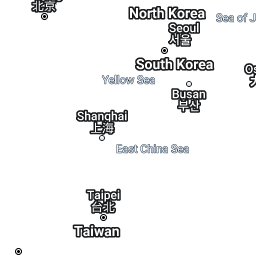 北京
North Korea
Sea of J
Seoul
서울
South Korea
Yellow Sea
Os
Busan
부산
Shanghai
上海
East China Sea
Taipei
台北
Taiwan